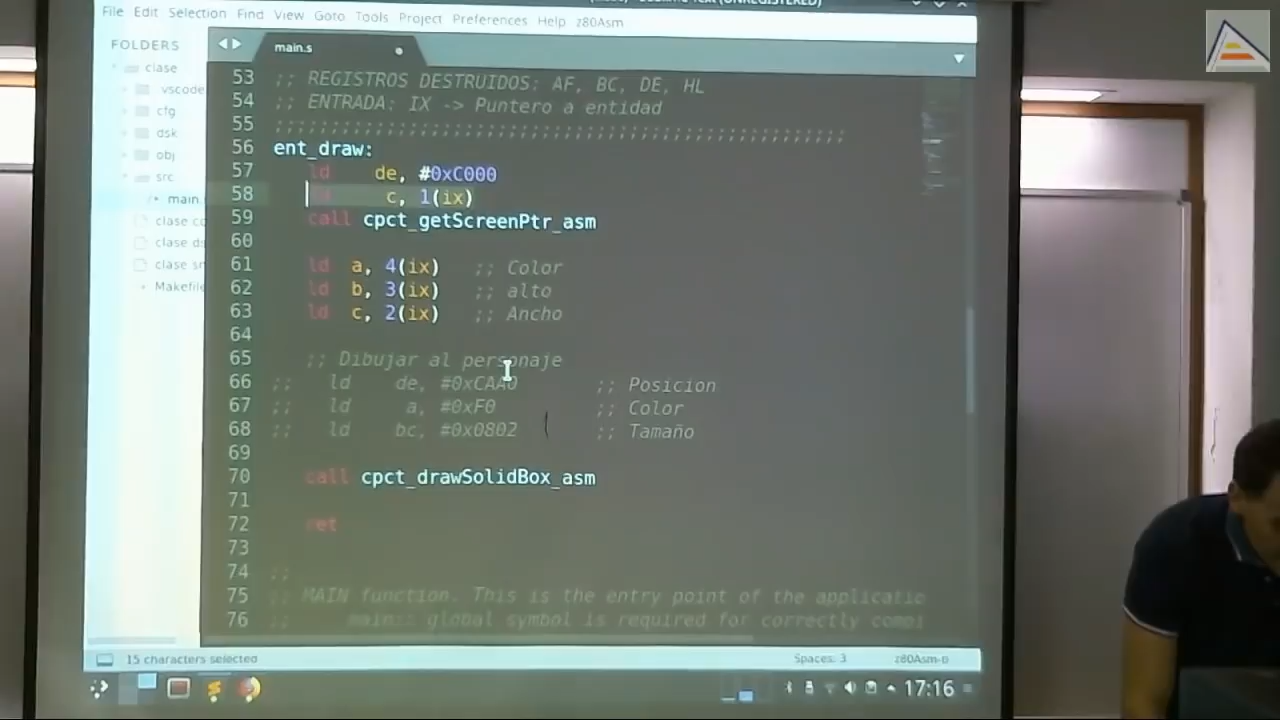 File Edit Selection Find View Goto Tools Project Preferences Help z80Asm
FOLDERS
clase
.vscode
cfg
dsk
obj
src
main.
clase
clase
clase
Makefile
main.s
53 ;; REGISTROS DESTRUIDOS: AF, BC, DE, HL
54 ;; ENTRADA: IX -> Puntero a entidad
55 ;;;;;;;;;;;;;;;;;;;;;;;;;;;;;;;;;;;;;;;;;;;;;;;;;;;;
56 ent_draw:
57 ld de, #0xC000
58 c, 1(ix)
59 call cpct_getScreenPtr_asm
60
61 ld a, 4(ix) ;; Color
62 ld b, 3(ix) ;; alto
63 ld c, 2(ix) ;; Ancho
64
65 ;; Dibujar al personaje
66 ;; ld de, #0xCAA0 ;; Posicion
67 ;; ld a, #0xF0 ;; Color
68 ;; ld bc, #0x0802 ;; Tamaño
69
70 call cpct_drawSolidBox_asm
71
72 ret
73
74 ;;
75 ;; MAIN function. This is the entry point of the applicatio
76 ;; main:: global symbol is required for correctly compi
15 characters selected
Spaces: 3
17:16